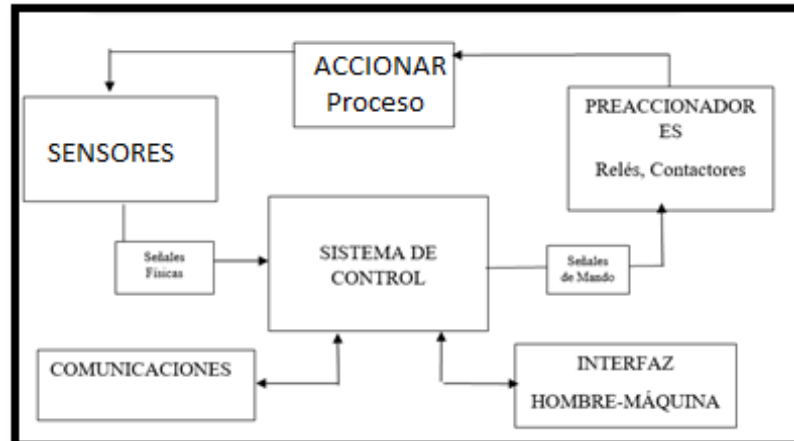 ACCIONAR
Proceso
SENSORES
PREACCIONADOR
ES
Relés, Contactores
Señales
Físicas
SISTEMA DE
CONTROL
Señales
de Mando
COMUNICACIONES
INTERFAZ
HOMBRE-MÁQUINA